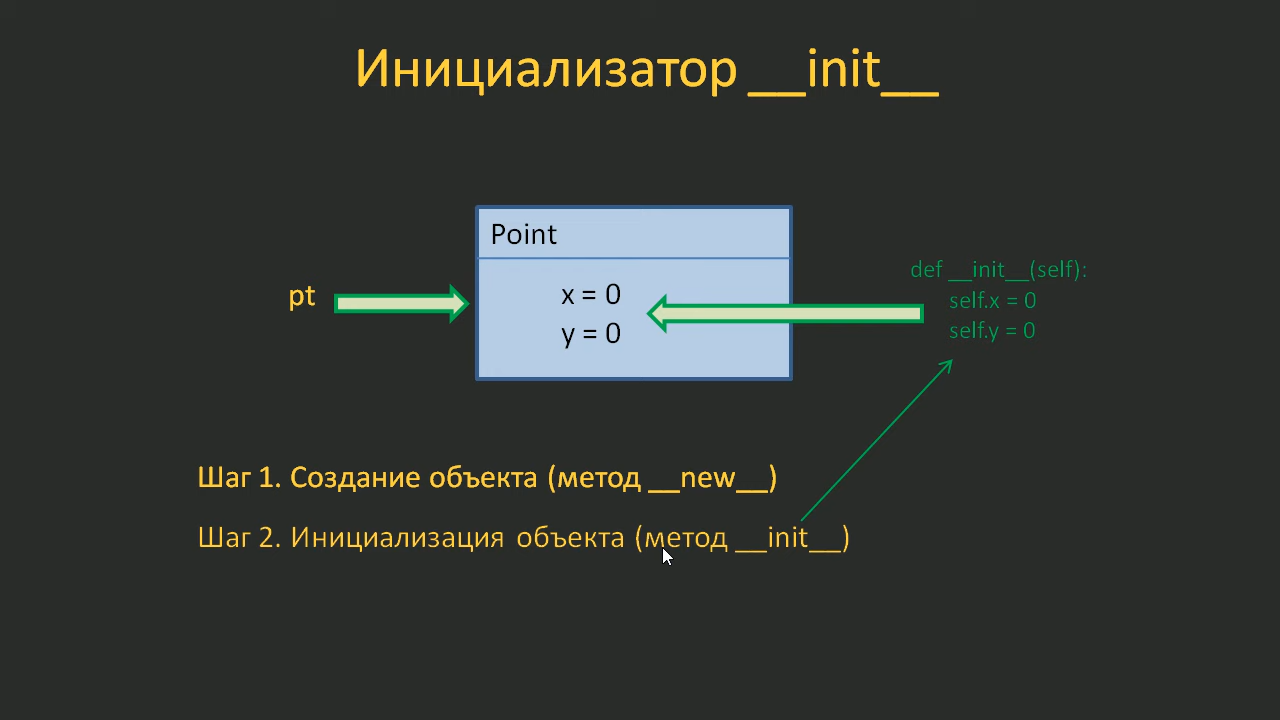 Инициализатор __init__
Point
pt
x = 0
y = 0
def __init__(self):
self.x = 0
self.y = 0
Шаг 1. Создание объекта (метод __new__)
Шаг 2. Инициализация объекта (метод __init__)